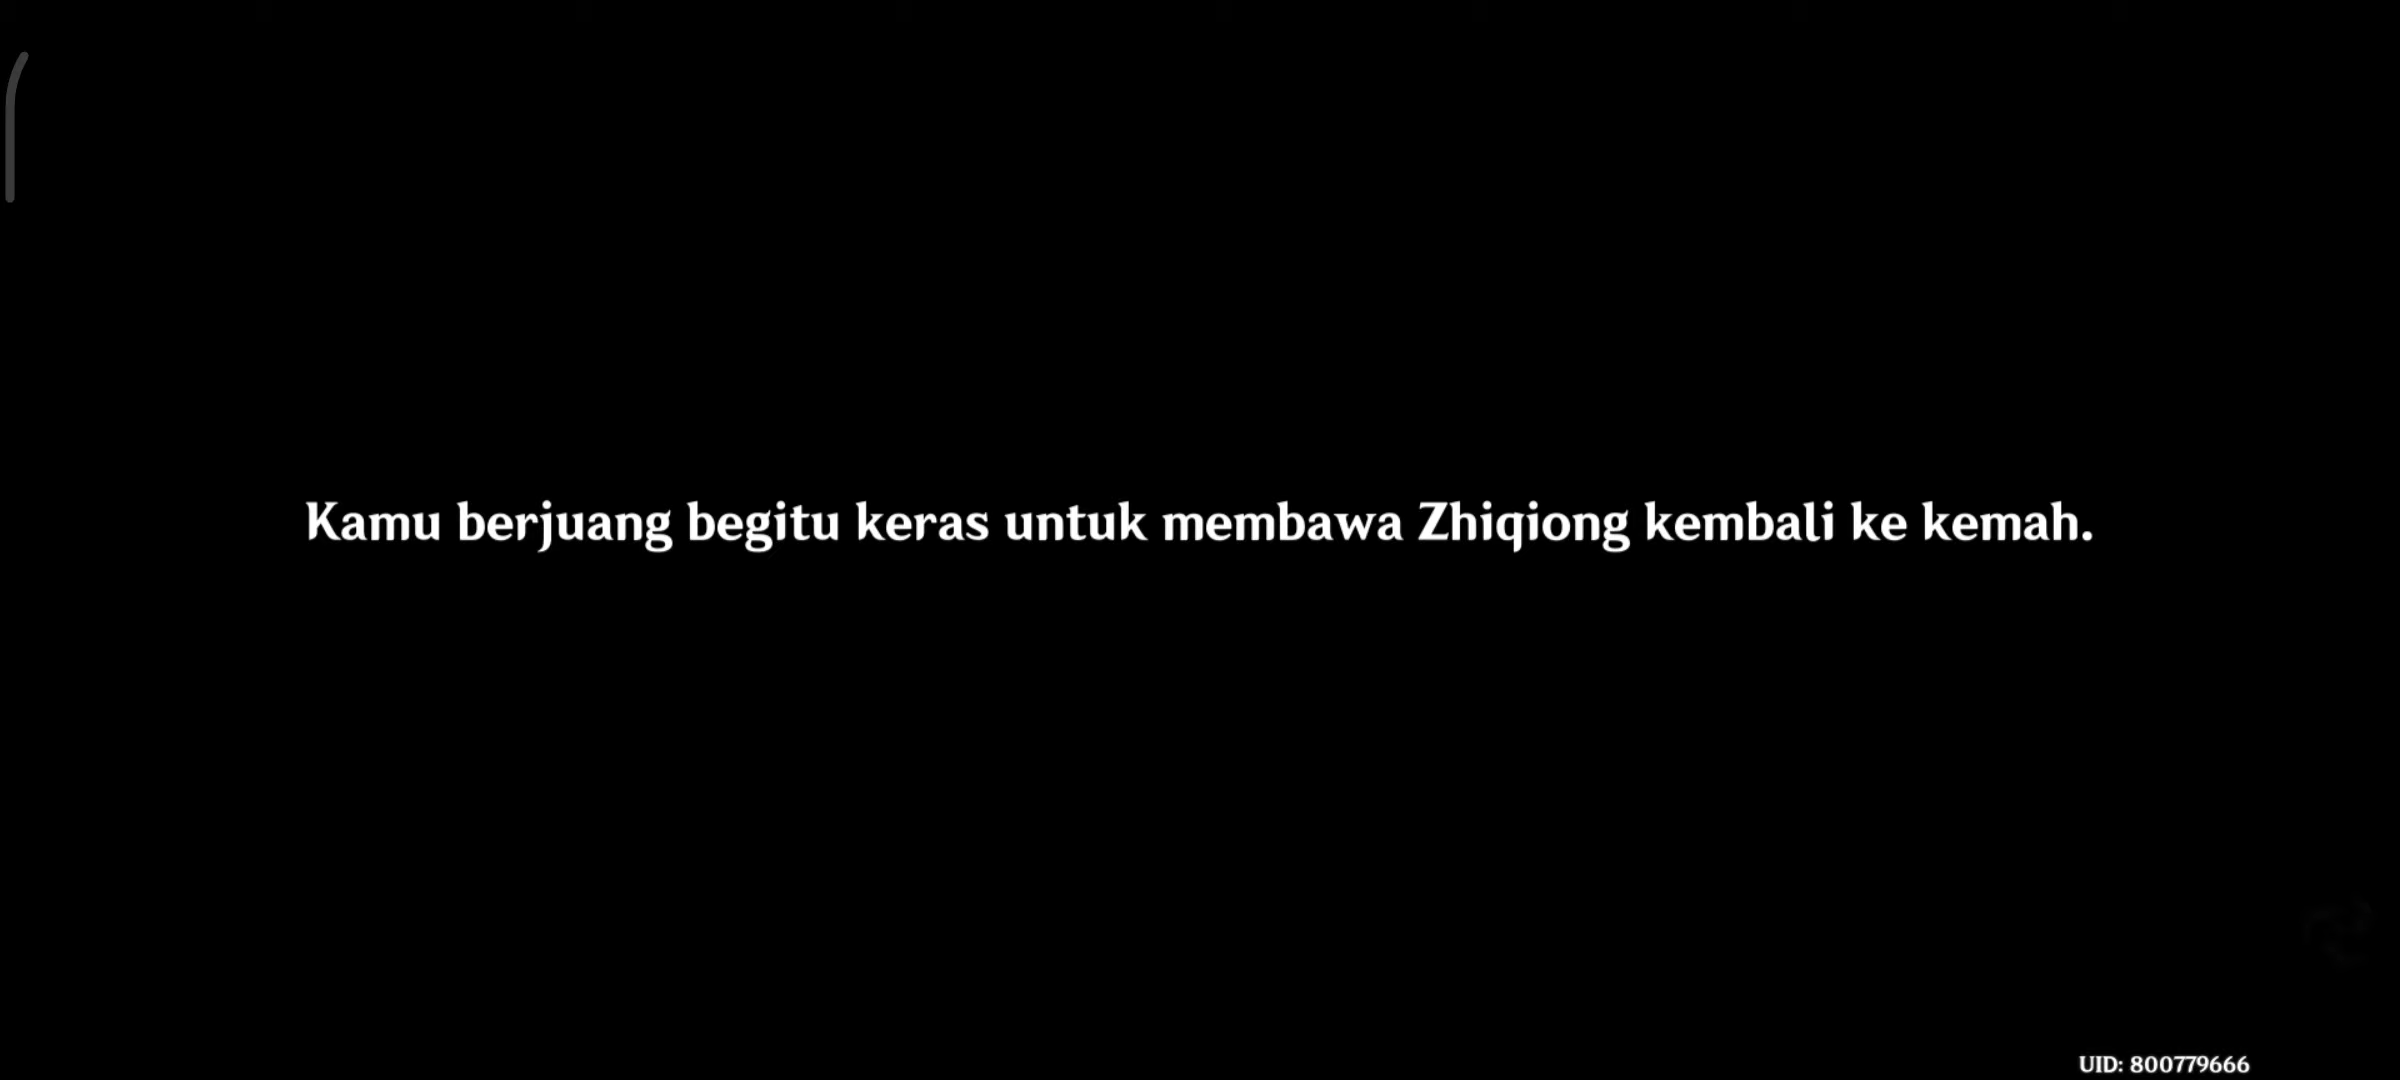 Kamu berjuang begitu keras untuk membawa Zhiqiong kembali ke kemah.
UID: 800779666